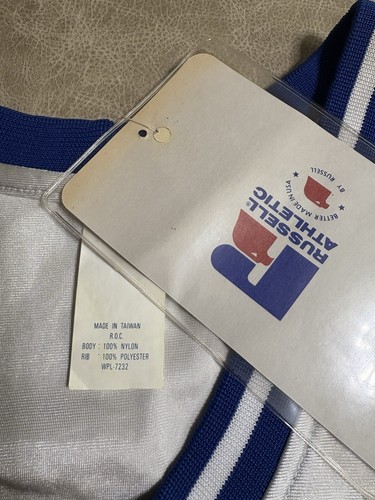 BETTER MADE IN USA
BY RUSSELL
RUSSELL
ATHLETIC
MADE IN TAIWAN
R.O.C.
BODY : 100% NYLON
RIB : 100% POLYESTER
WPL-7232